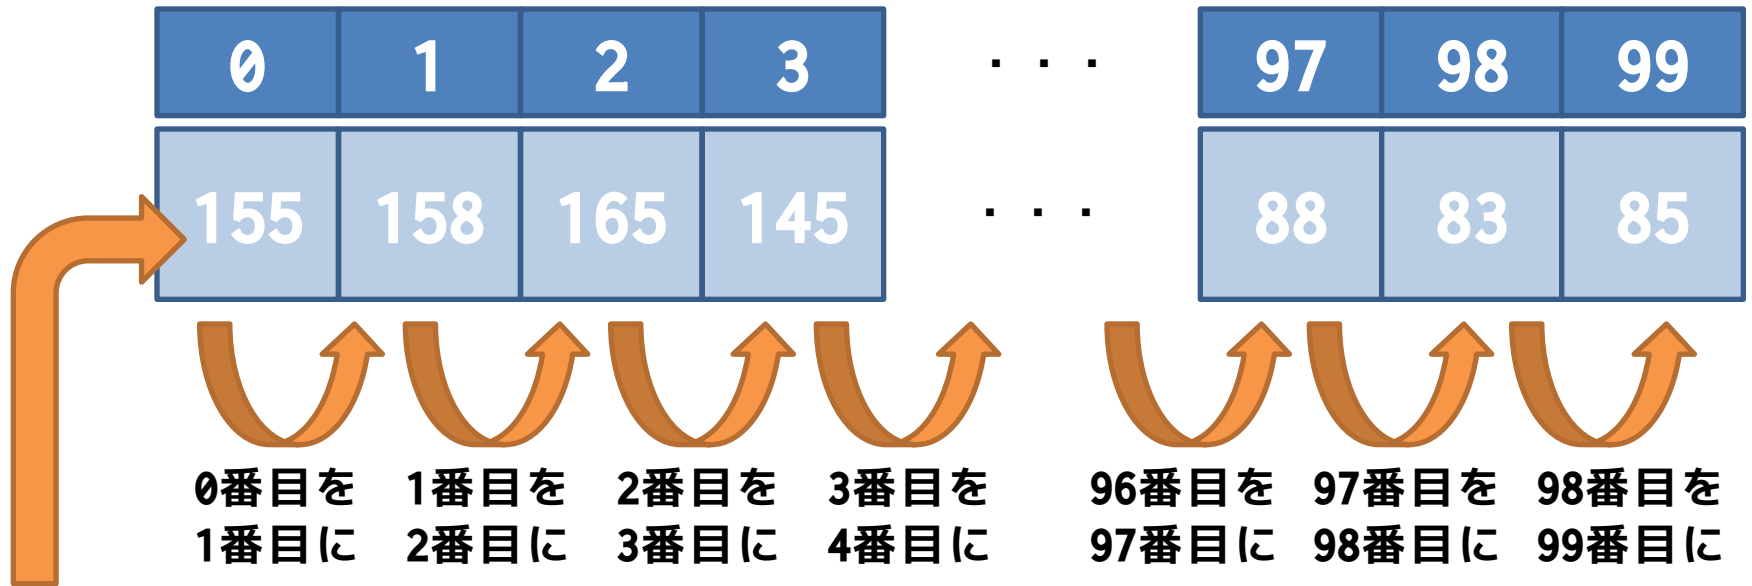 0 1 2 3 ・・・ 97 98 99
155 158 165 145 ・・・ 88 83 85
0番目を 1番目を 2番目を 3番目を 96番目を 97番目を 98番目を
1番目に 2番目に 3番目に 4番目に 97番目に 98番目に 99番目に